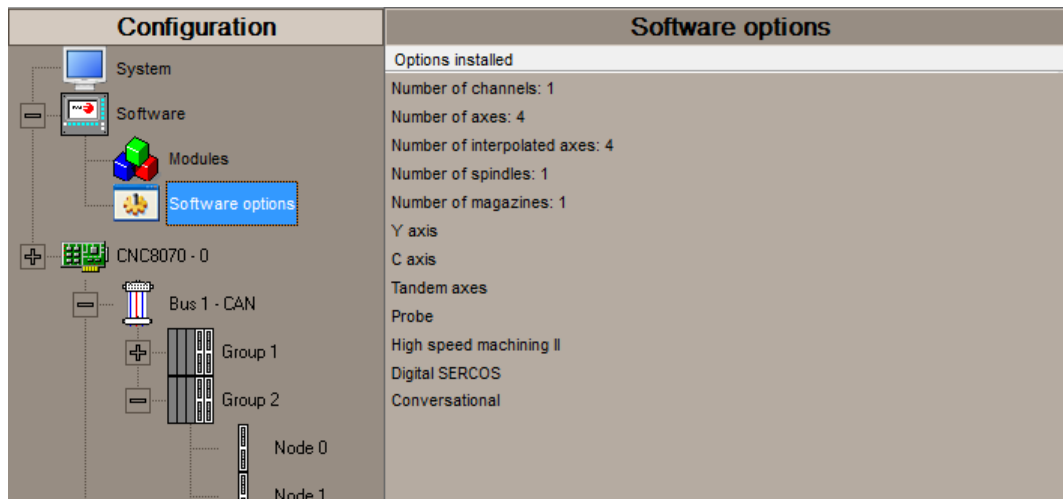 Configuration
System
Software
Modules
Software options
CNC8070 - 0
Bus 1 - CAN
Group 1
Group 2
Node 0
Node 1
Software options
Options installed
Number of channels: 1
Number of axes: 4
Number of interpolated axes: 4
Number of spindles: 1
Number of magazines: 1
Y axis
C axis
Tandem axes
Probe
High speed machining II
Digital SERCOS
Conversational